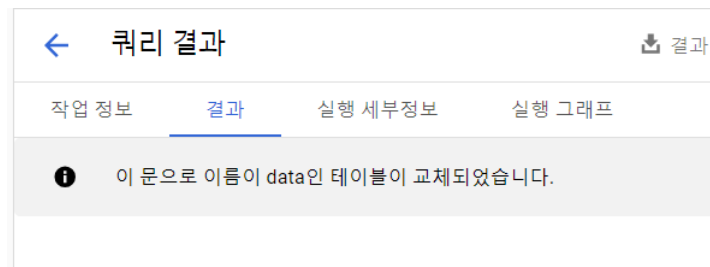 쿼리 결과
결과
작업 정보 결과 실행 세부정보 실행 그래프
이 문으로 이름이 data인 테이블이 교체되었습니다.